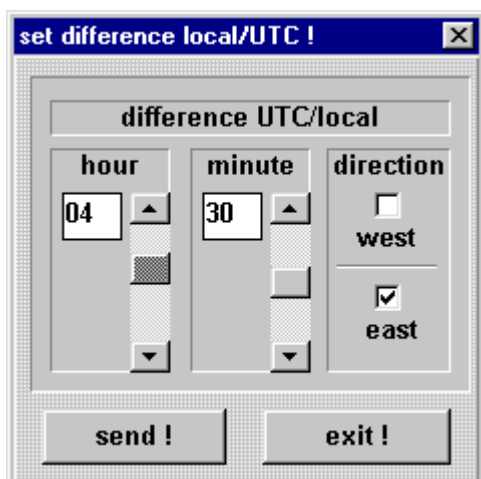 set difference local/UTC !
difference UTC/local
hour minute direction
04 30
west
east
send ! exit !